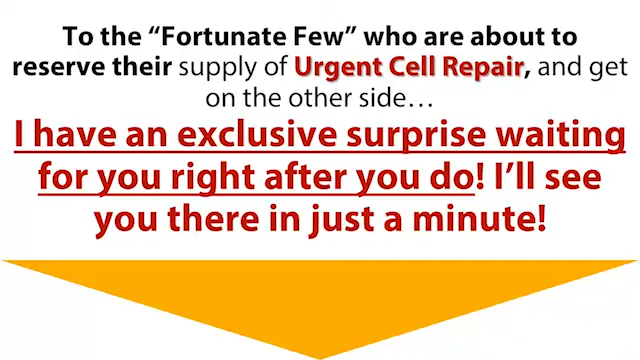 To the “Fortunate Few” who are about to
reserve their supply of Urgent Cell Repair, and get
on the other side…
I have an exclusive surprise waiting
for you right after you do! I’ll see
you there in just a minute!